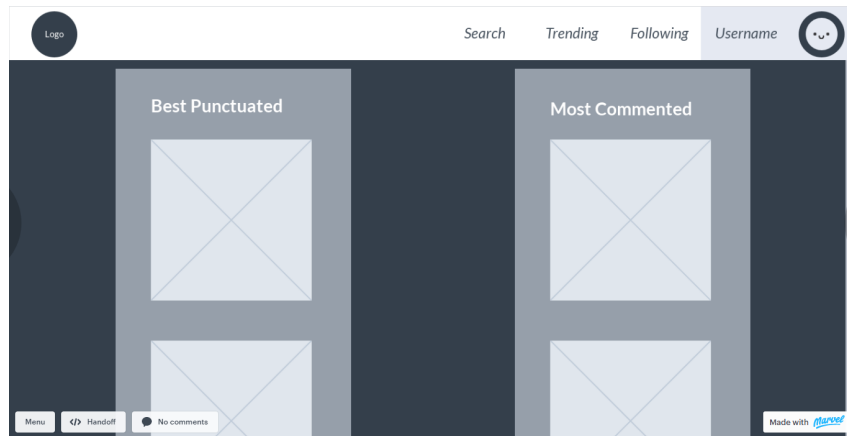 Logo
Search Trending Following Username
Best Punctuated
Most Commented
Menu
</> Handoff
No comments
Made with Marvel